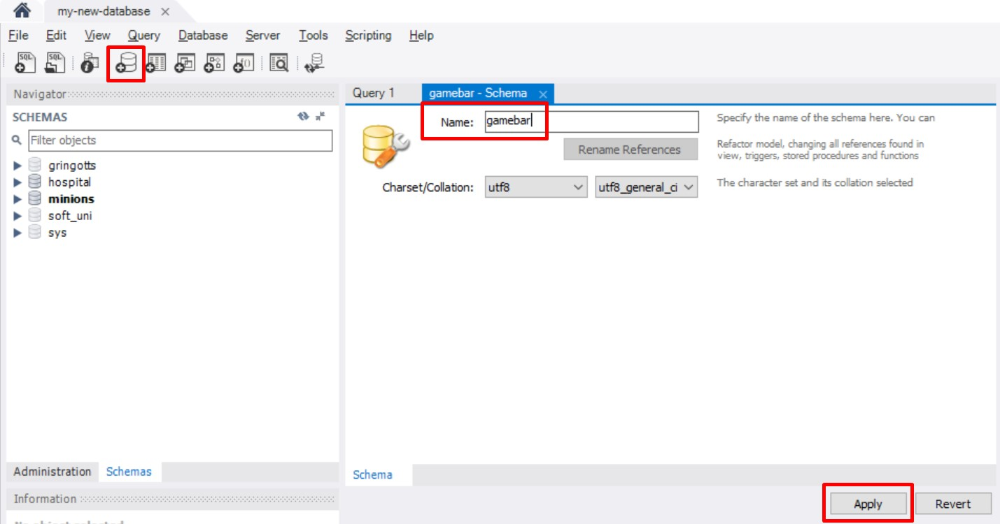 my-new-database
File Edit View Query Database Server Tools Scripting Help
SQL SQL
Navigator
SCHEMAS
Filter objects
gringotts
hospital
minions
soft_uni
sys
Administration Schemas
Information
Query 1 gamebar - Schema
Name: gamebar
Specify the name of the schema here. You can
Rename References
Refactor model, changing all references found in
view, triggers, stored procedures and functions
Charset/Collation: utf8 utf8_general_ci
The character set and its collation selected
Schema
Apply Revert